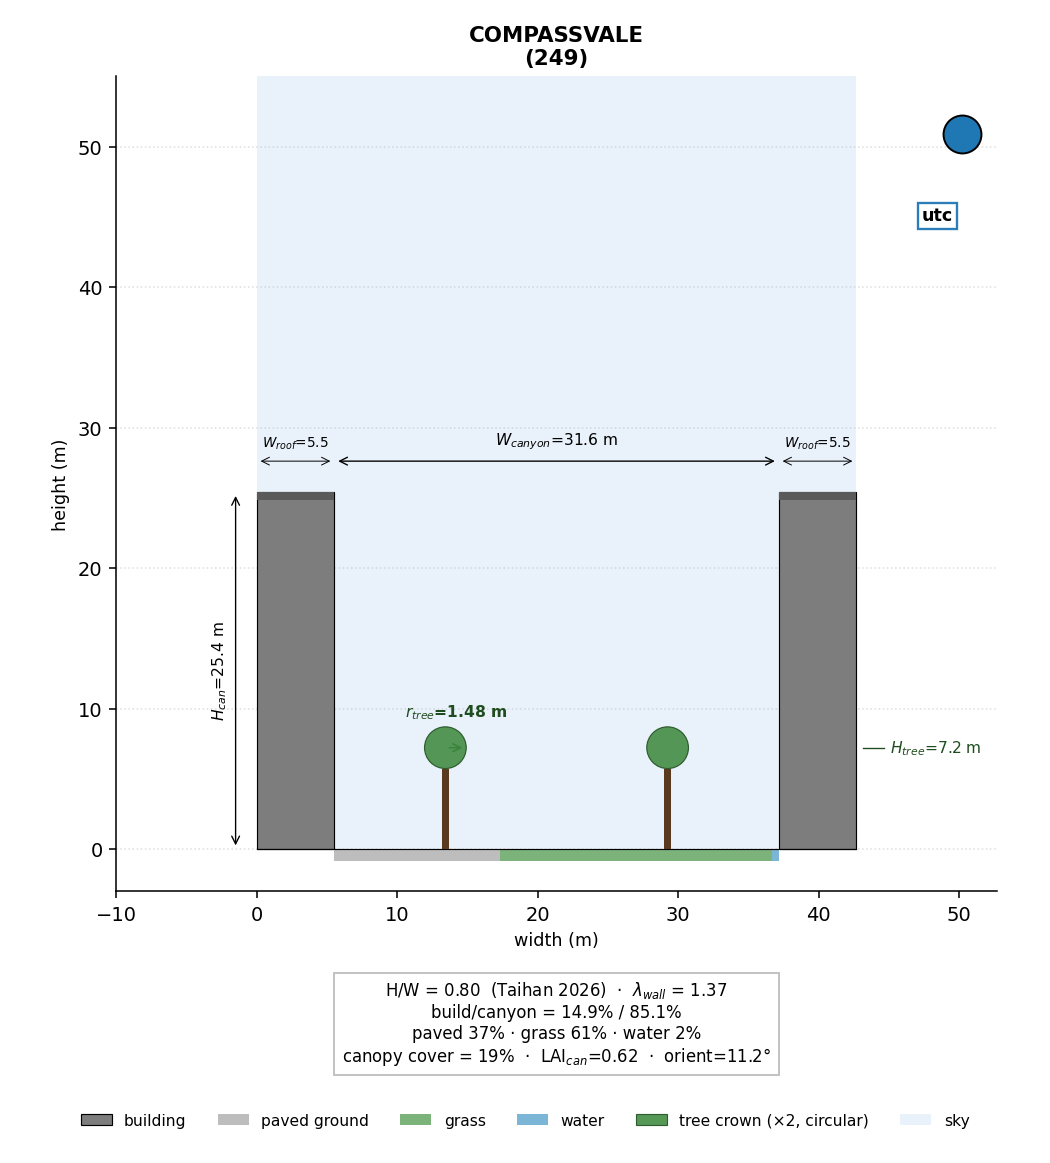 COMPASSVALE
(249)
50
40
30
20
10
0
height (m)
utc
W_roof=5.5
W_canyon=31.6 m
W_roof=5.5
H_can=25.4 m
r_tree=1.48 m
H_tree=7.2 m
−10 0 10 20 30 40 50
width (m)
H/W = 0.80 (Taihan 2026) · λ_wall = 1.37
build/canyon = 14.9% / 85.1%
paved 37% · grass 61% · water 2%
canopy cover = 19% · LAI_can=0.62 · orient=11.2°
building paved ground grass water tree crown (×2, circular) sky